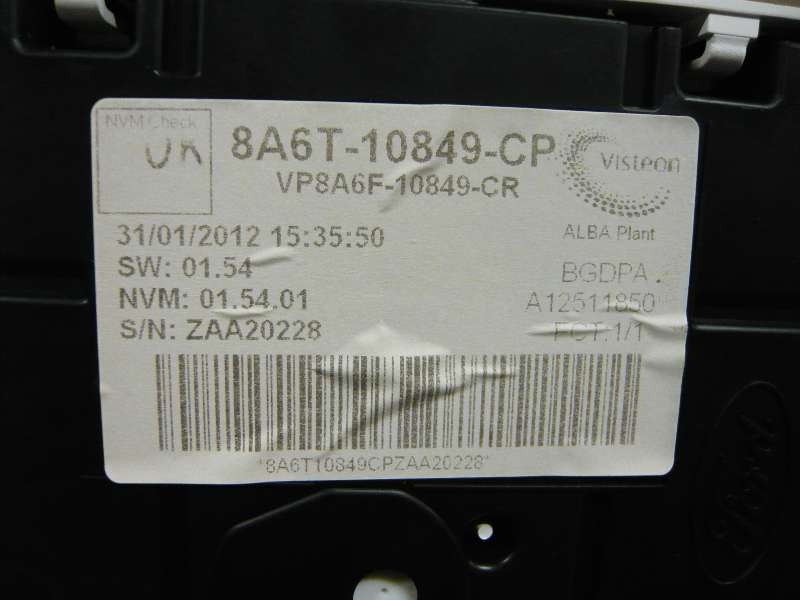 NVM Check
OK
8A6T-10849-CP
VP8A6F-10849-CR
Visteon
ALBA Plant
31/01/2012 15:35:50
SW: 01.54
NVM: 01.54.01
S/N: ZAA20228
BGDPA
A12511850
FCT:1/1
*8A6T10849CPZAA20228*
Ford